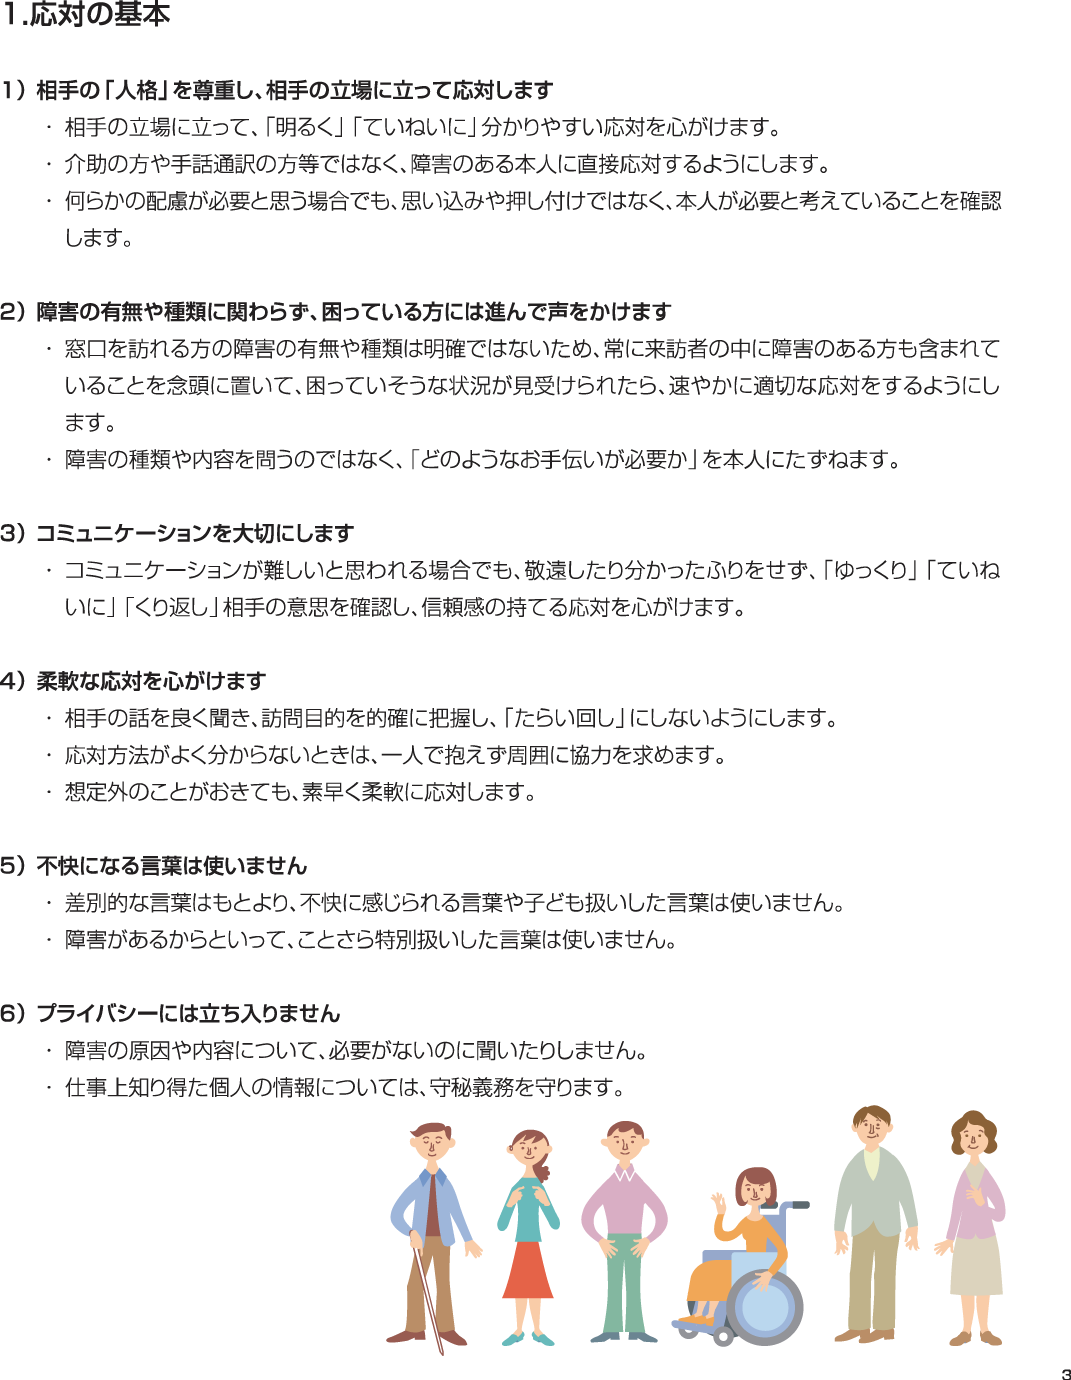 1.応対の基本
1）相手の「人格」を尊重し、相手の立場に立って応対します
・ 相手の立場に立って、「明るく」「ていねいに」分かりやすい応対を心がけます。
・ 介助の方や手話通訳の方等ではなく、障害のある本人に直接応対するようにします。
・ 何らかの配慮が必要と思う場合でも、思い込みや押し付けではなく、本人が必要と考えていることを確認
します。
2）障害の有無や種類に関わらず、困っている方には進んで声をかけます
・ 窓口を訪れる方の障害の有無や種類は明確ではないため、常に来訪者の中に障害のある方も含まれて
いることを念頭に置いて、困っていそうな状況が見受けられたら、速やかに適切な応対をするようにし
ます。
・ 障害の種類や内容を問うのではなく、「どのようなお手伝いが必要か」を本人にたずねます。
3）コミュニケーションを大切にします
・ コミュニケーションが難しいと思われる場合でも、敬遠したり分かったふりをせず、「ゆっくり」「ていね
いに」「くり返し」相手の意思を確認し、信頼感の持てる応対を心がけます。
4）柔軟な応対を心がけます
・ 相手の話を良く聞き、訪問目的を的確に把握し、「たらい回し」にしないようにします。
・ 応対方法がよく分からないときは、一人で抱えず周囲に協力を求めます。
・ 想定外のことがおきても、素早く柔軟に応対します。
5）不快になる言葉は使いません
・ 差別的な言葉はもとより、不快に感じられる言葉や子ども扱いした言葉は使いません。
・ 障害があるからといって、ことさら特別扱いした言葉は使いません。
6）プライバシーには立ち入りません
・ 障害の原因や内容について、必要がないのに聞いたりしません。
・ 仕事上知り得た個人の情報については、守秘義務を守ります。
3